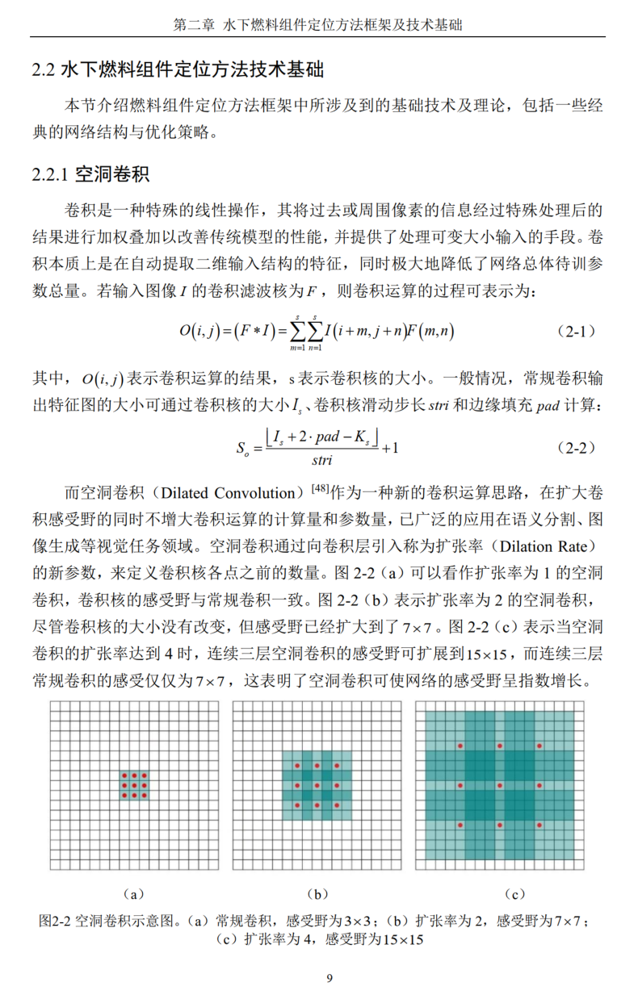 第二章 水下燃料组件定位方法框架及技术基础
2.2 水下燃料组件定位方法技术基础
本节介绍燃料组件定位方法框架中所涉及到的基础技术及理论，包括一些经
典的网络结构与优化策略。
2.2.1 空洞卷积
卷积是一种特殊的线性操作，其将过去或周围像素的信息经过特殊处理后的
结果进行加权叠加以改善传统模型的性能，并提供了处理可变大小输入的手段。卷
积本质上是在自动提取二维输入结构的特征，同时极大地降低了网络总体待训参
数总量。若输入图像 I 的卷积滤波核为 F，则卷积运算的过程可表示为：
O(i,j)=(F*I)=∑_{m=1}^{s}∑_{n=1}^{s}I(i+m,j+n)F(m,n) （2-1）
其中，O(i,j)表示卷积运算的结果，s表示卷积核的大小。一般情况，常规卷积输
出特征图的大小可通过卷积核的大小 I_s、卷积核滑动步长 stri 和边缘填充 pad 计算：
S_o=⌊I_s+2·pad−K_s⌋/stri+1 （2-2）
而空洞卷积（Dilated Convolution）[48]作为一种新的卷积运算思路，在扩大卷
积感受野的同时不增大卷积运算的计算量和参数量，已广泛的应用在语义分割、图
像生成等视觉任务领域。空洞卷积通过向卷积层引入称为扩张率（Dilation Rate）
的新参数，来定义卷积核各点之前的数量。图 2-2（a）可以看作扩张率为 1 的空洞
卷积，卷积核的感受野与常规卷积一致。图 2-2（b）表示扩张率为 2 的空洞卷积，
尽管卷积核的大小没有改变，但感受野已经扩大到了 7×7。图 2-2（c）表示当空洞
卷积的扩张率达到 4 时，连续三层空洞卷积的感受野可扩展到15×15，而连续三层
常规卷积的感受仅仅为 7×7，这表明了空洞卷积可使网络的感受野呈指数增长。
（a） （b） （c）
图2-2 空洞卷积示意图。（a）常规卷积，感受野为3×3；（b）扩张率为 2，感受野为7×7；
（c）扩张率为 4，感受野为15×15
9